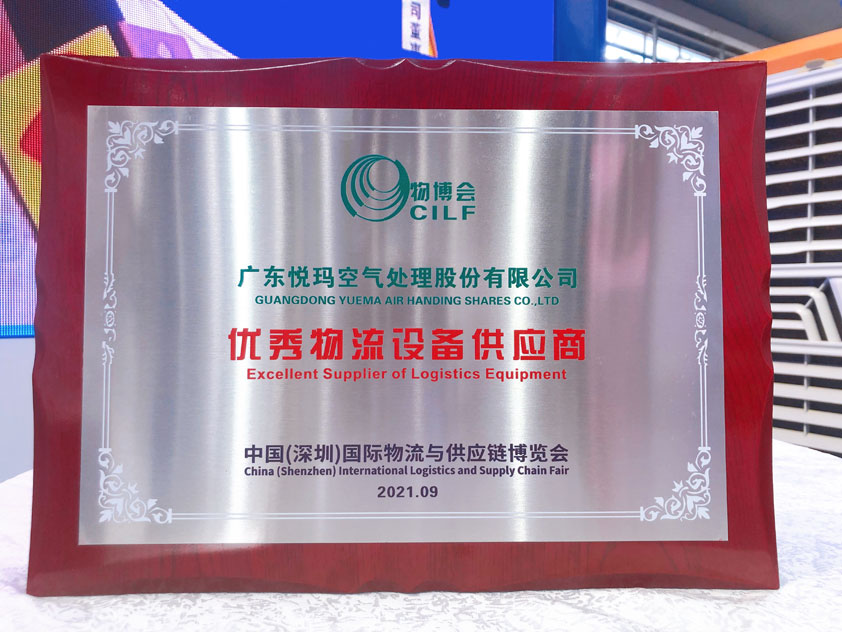 司董事
物博会
CILF
广东悦玛空气处理股份有限公司
GUANGDONG YUEMA AIR HANDING SHARES CO.,LTD
优秀物流设备供应商
Excellent Supplier of Logistics Equipment
中国(深圳)国际物流与供应链博览会
China (Shenzhen) International Logistics and Supply Chain Fair
2021.09